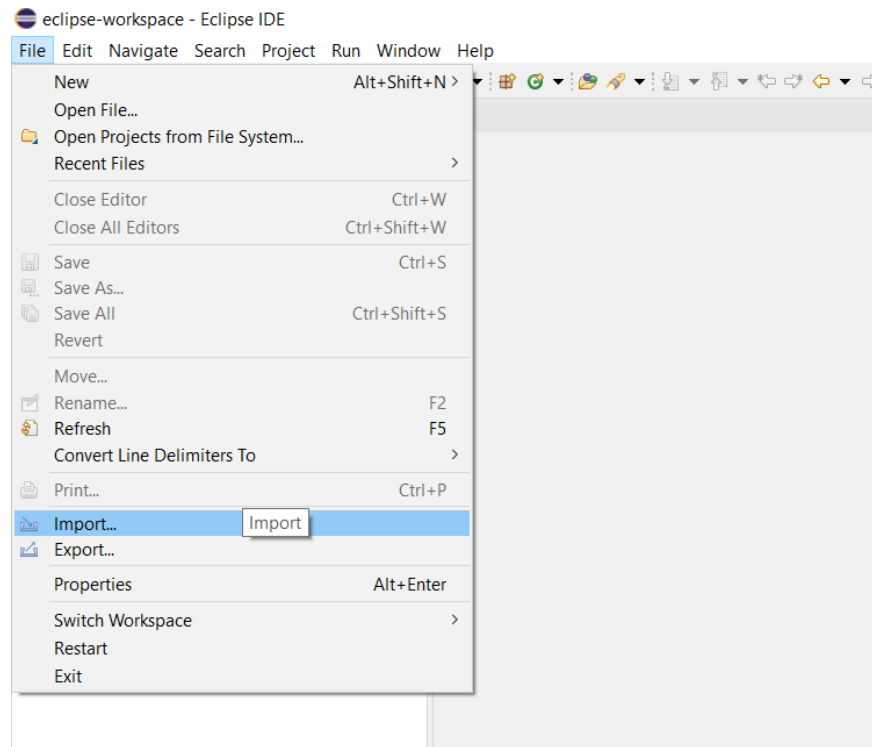 eclipse-workspace - Eclipse IDE
File Edit Navigate Search Project Run Window Help
New Alt+Shift+N
Open File...
Open Projects from File System...
Recent Files
Close Editor Ctrl+W
Close All Editors Ctrl+Shift+W
Save Ctrl+S
Save As...
Save All Ctrl+Shift+S
Revert
Move...
Rename... F2
Refresh F5
Convert Line Delimiters To
Print... Ctrl+P
Import... Import
Export...
Properties Alt+Enter
Switch Workspace
Restart
Exit